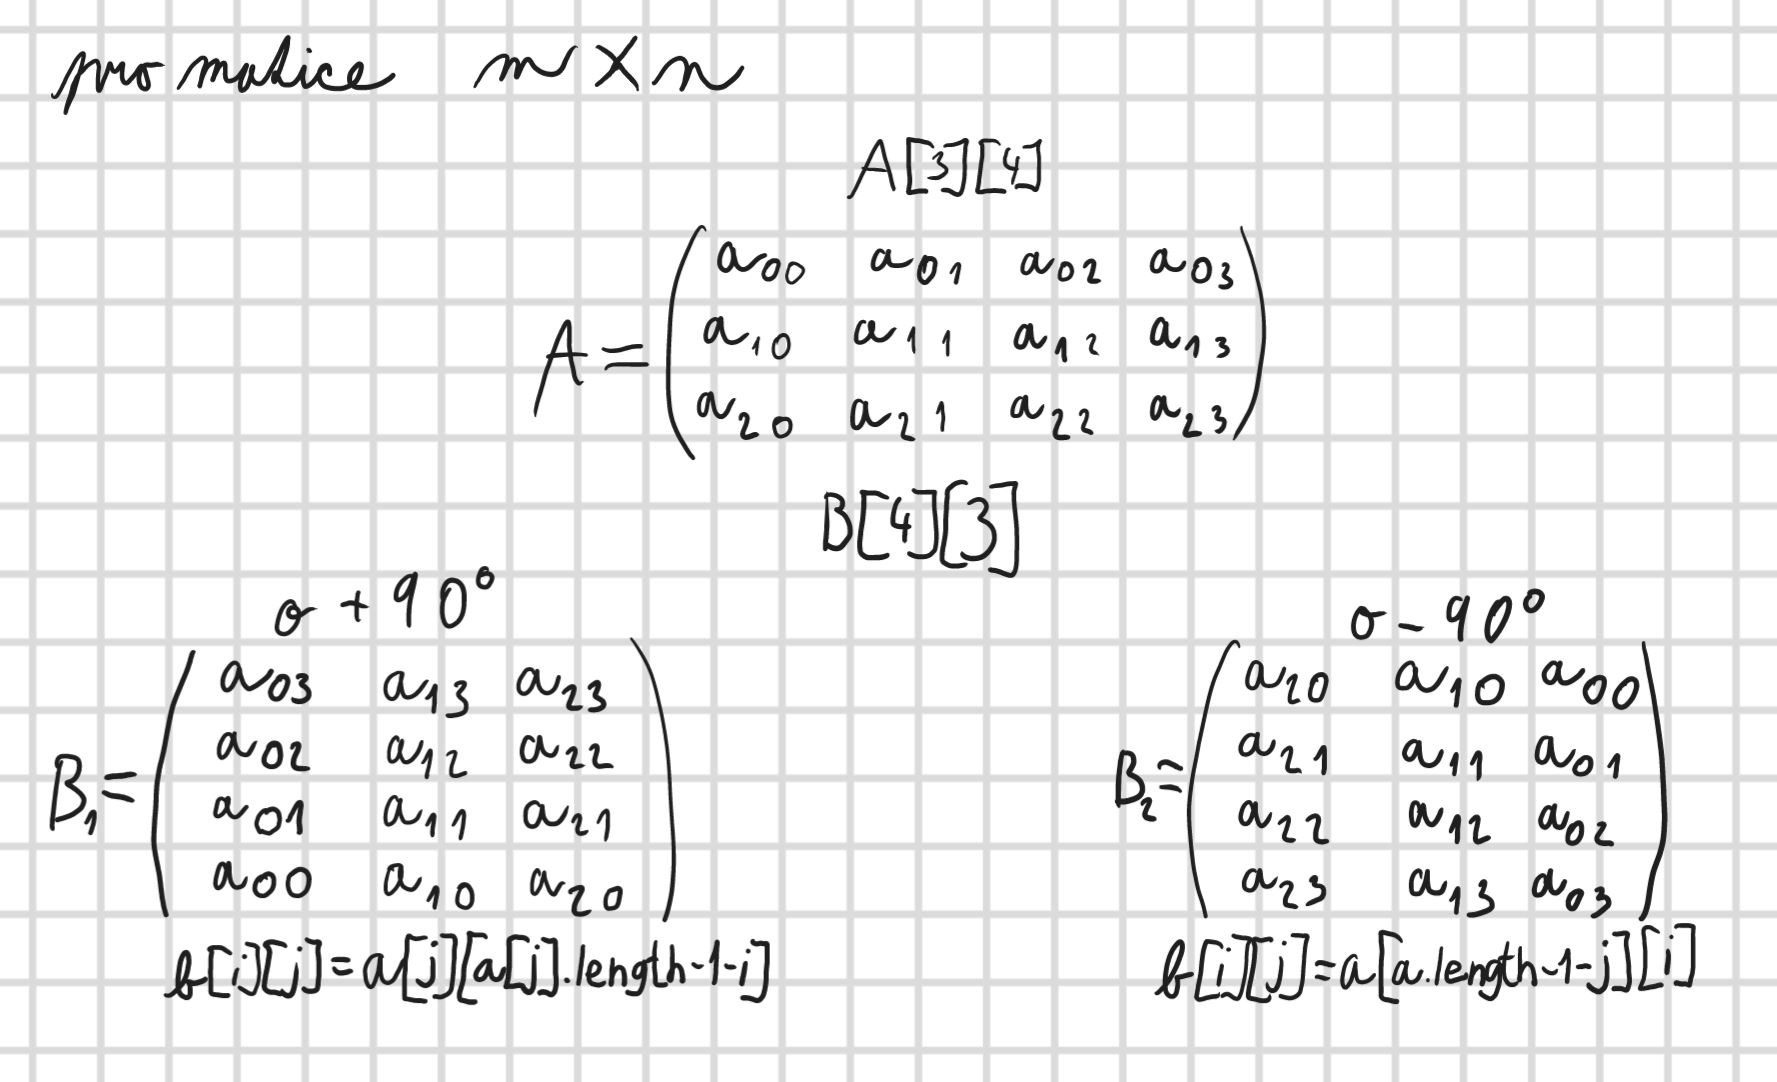 pro matice m X n
A[3][4]
A = ( a00 a01 a02 a03
a10 a11 a12 a13
a20 a21 a22 a23 )
B[4][3]
o + 90°
B1 = ( a03 a13 a23
a02 a12 a22
a01 a11 a21
a00 a10 a20 )
b[i][j] = a[j][a[j].length-1-i]
o - 90°
B2 = ( a20 a10 a00
a21 a11 a01
a22 a12 a02
a23 a13 a03 )
b[i][j] = a[a.length-1-j][i]